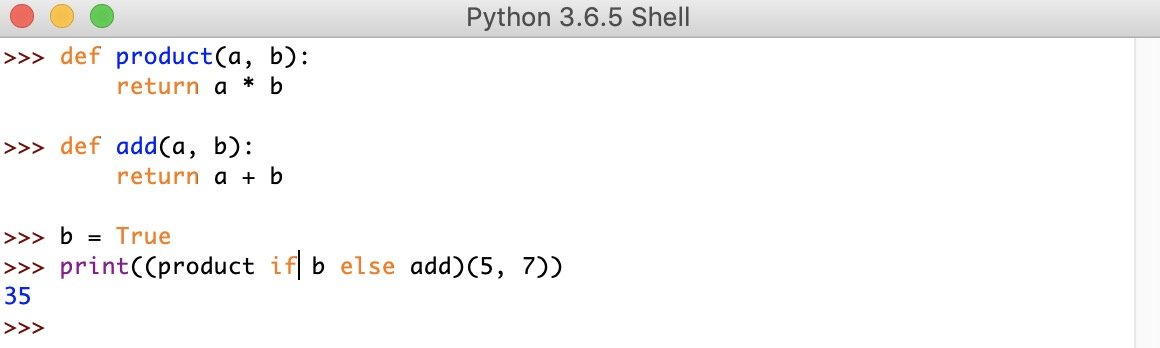 Python 3.6.5 Shell
>>> def product(a, b):
        return a * b
>>> def add(a, b):
        return a + b
>>> b = True
>>> print((product if b else add)(5, 7))
35
>>>